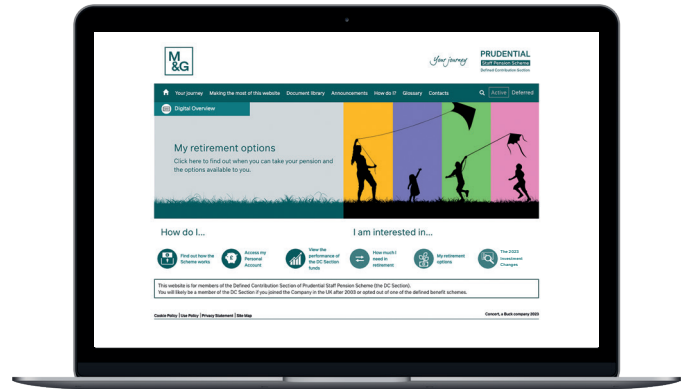 M
&G
Your journey
PRUDENTIAL
Staff Pension Scheme
Defined Contribution Section
Your journey Making the most of this website Document library Announcements How do I? Glossary Contacts Active Deferred
Digital Overview
My retirement options
Click here to find out when you can take your pension and
the options available to you.
How do I...
I am interested in...
Find out how the
Scheme works
Access my
Personal
Account
View the
performance of
the DC Section
funds
How much I
need in
retirement
My retirement
options
The 2023
Investment
Changes
This website is for members of the Defined Contribution Section of Prudential Staff Pension Scheme (the DC Section).
You will likely be a member of the DC Section if you joined the Company in the UK after 2003 or opted out of one of the defined benefit schemes.
Cookie Policy | Use Policy | Privacy Statement | Site Map
Concert, a Buck company 2023